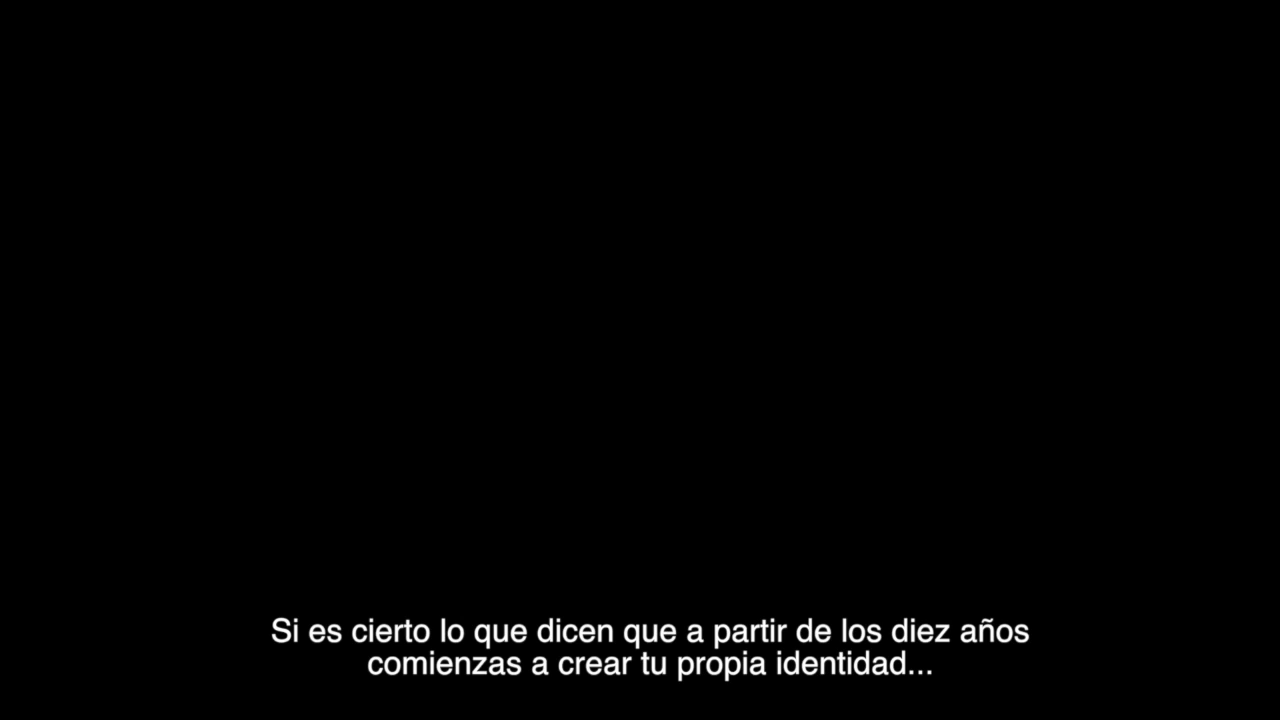 Si es cierto lo que dicen que a partir de los diez años
comienzas a crear tu propia identidad...